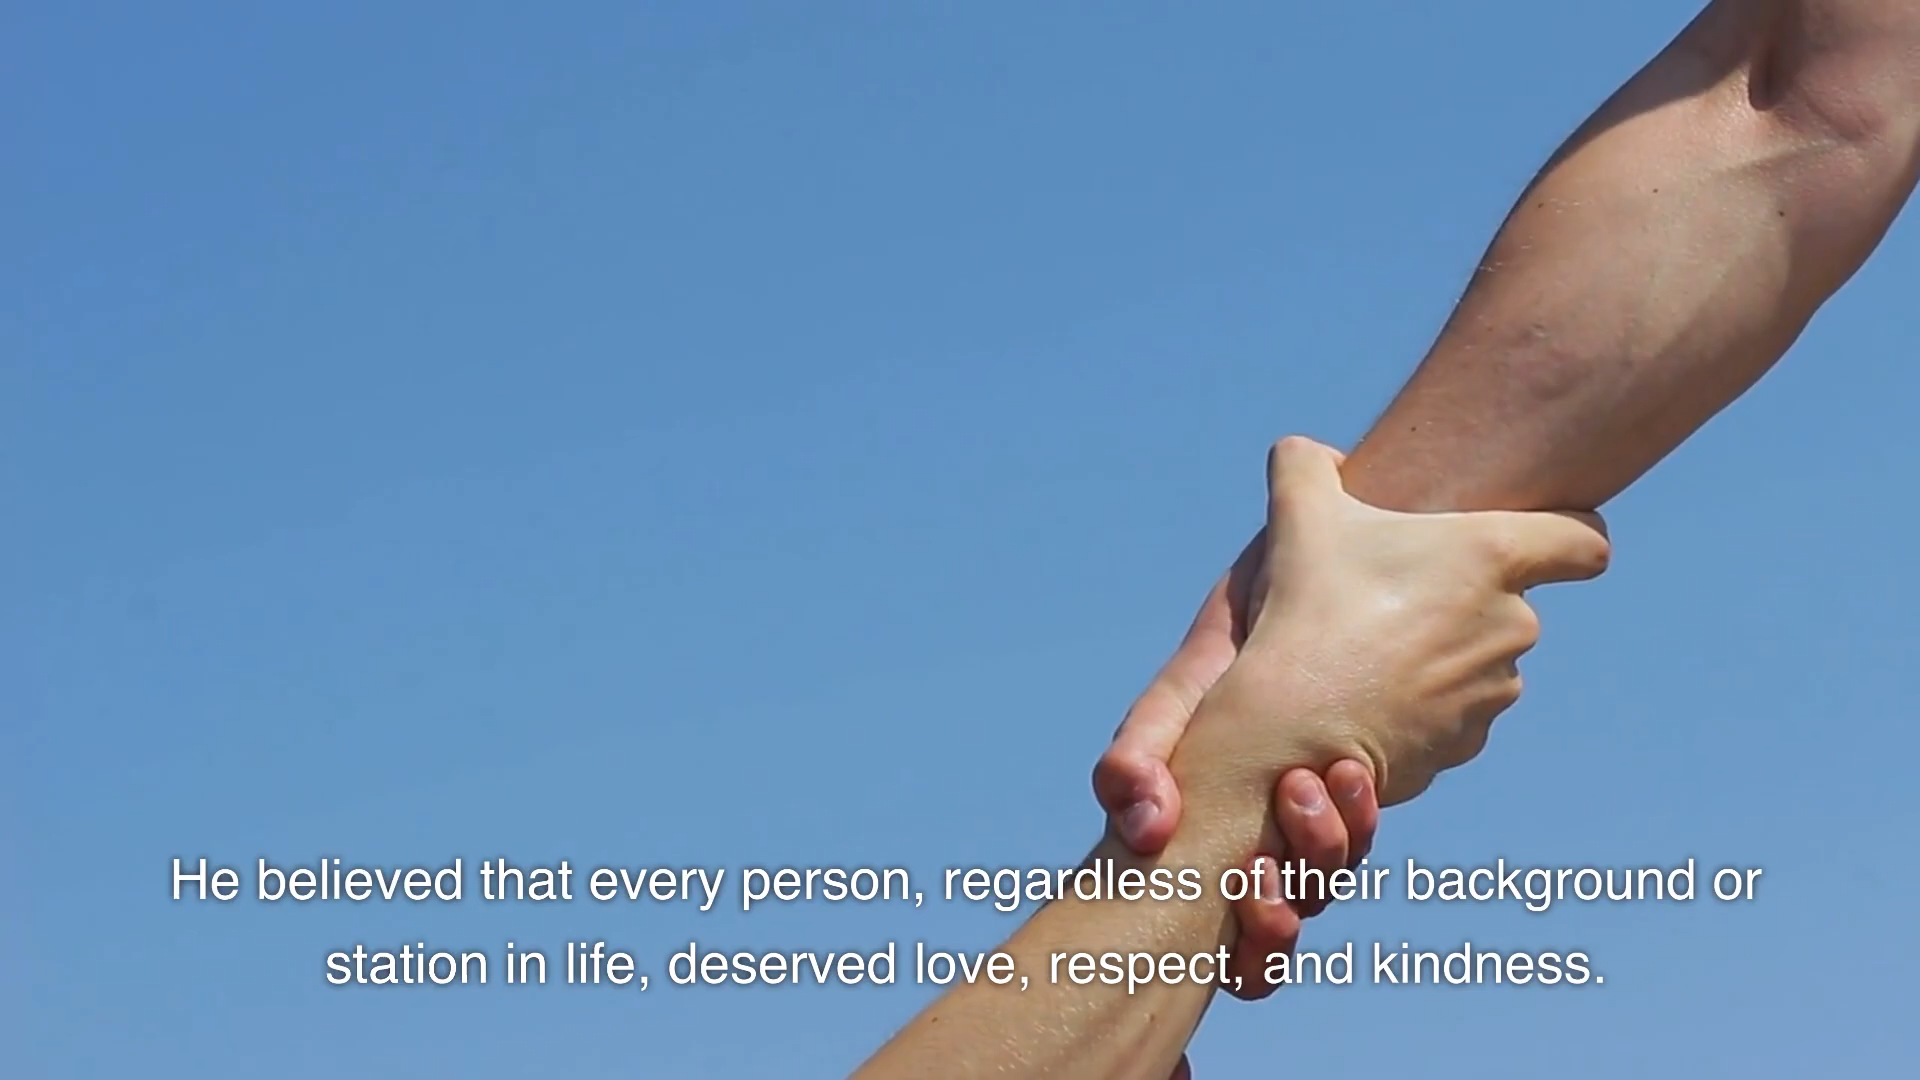 He believed that every person, regardless of their background or
station in life, deserved love, respect, and kindness.